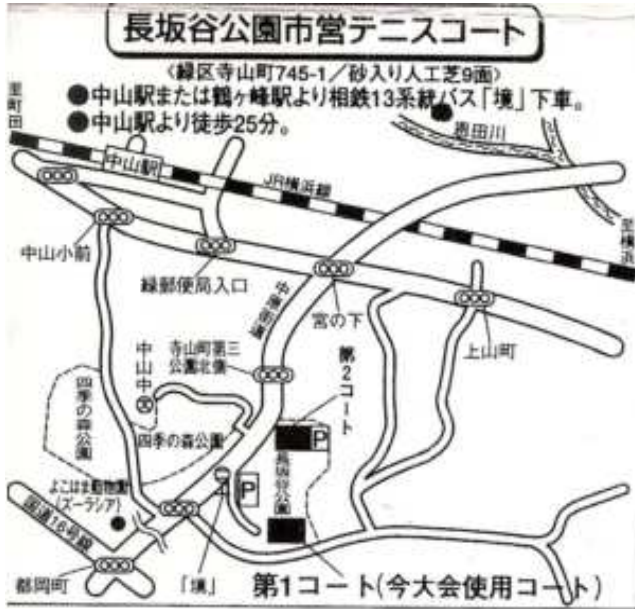 長坂谷公園市営テニスコート
〈緑区寺山町745-1／砂入り人工芝9面〉
●中山駅または鶴ヶ峰駅より相鉄13系統バス「境」下車。
●中山駅より徒歩25分。
至町田
恩田川
中山駅
JR横浜線
至横浜
中山小前
緑郵便局入口
中原街道
宮の下
上山町
寺山町第三
公園北側
中山中
第2コート
四季の森公園
四季の森公園
P
長坂谷公園
P
よこはま動物園
(ズーラシア)
国道16号線
都岡町
「境」
第1コート(今大会使用コート)